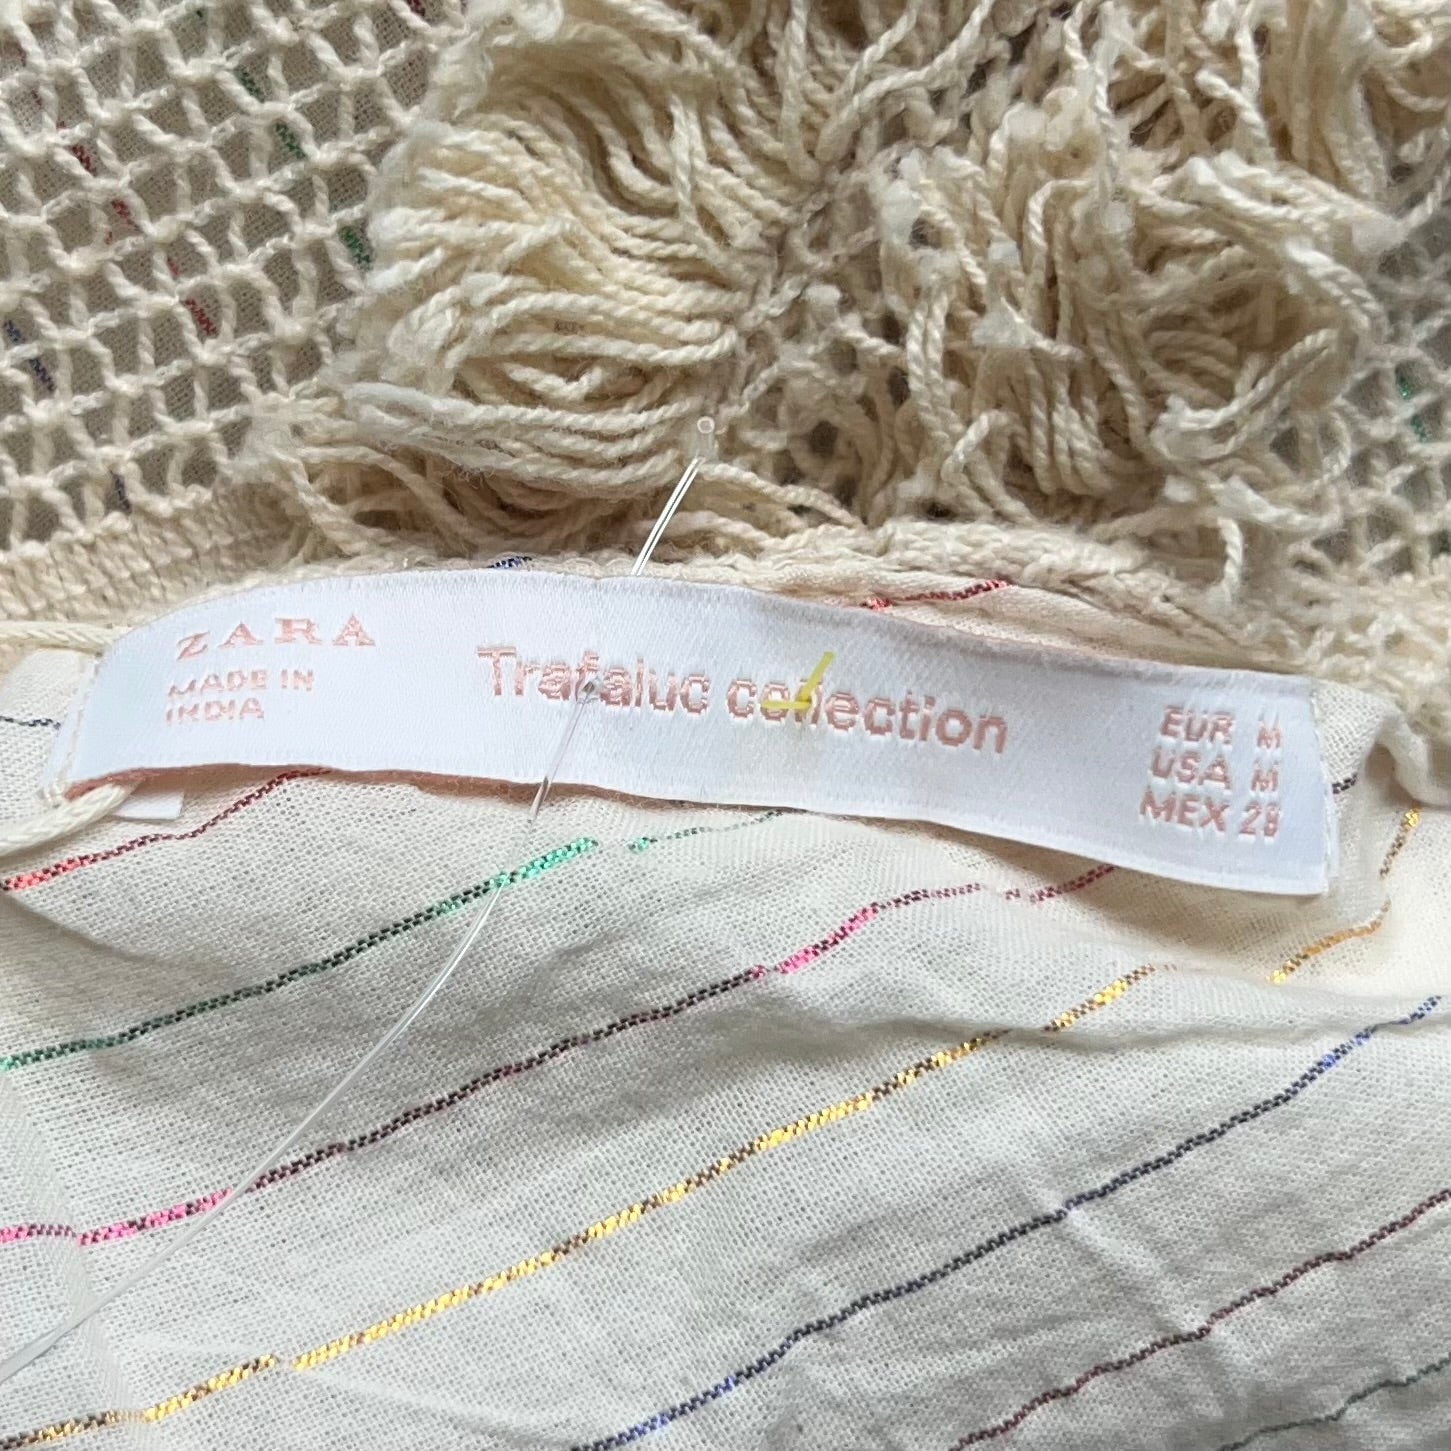 ZARA
MADE IN
INDIA
Trafaluc collection
EUR M
USA M
MEX 28